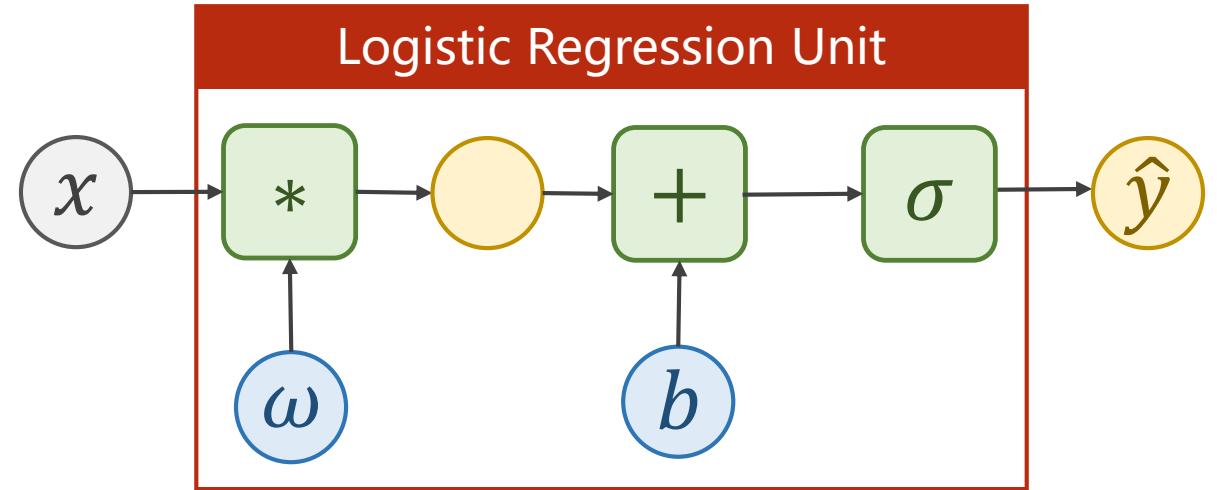 Logistic Regression Unit
x * + σ ŷ
ω b